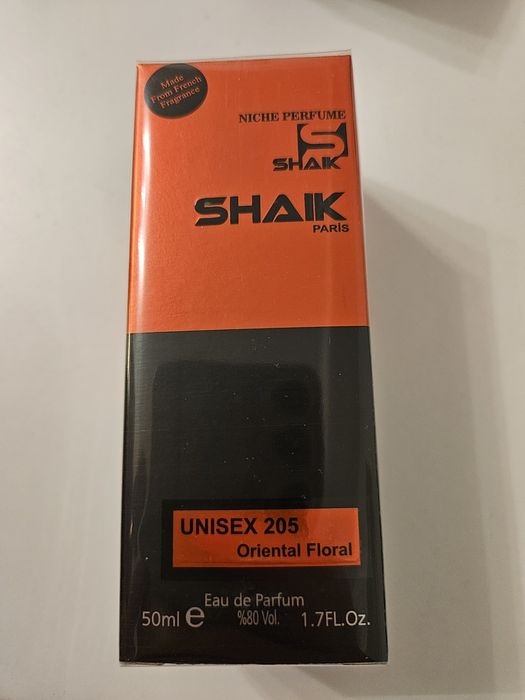 Made
From French
Fragrance
NICHE PERFUME
S
SHAIK
SHAIK
PARİS
UNISEX 205
Oriental Floral
Eau de Parfum
50ml e %80 Vol. 1.7FL.Oz.